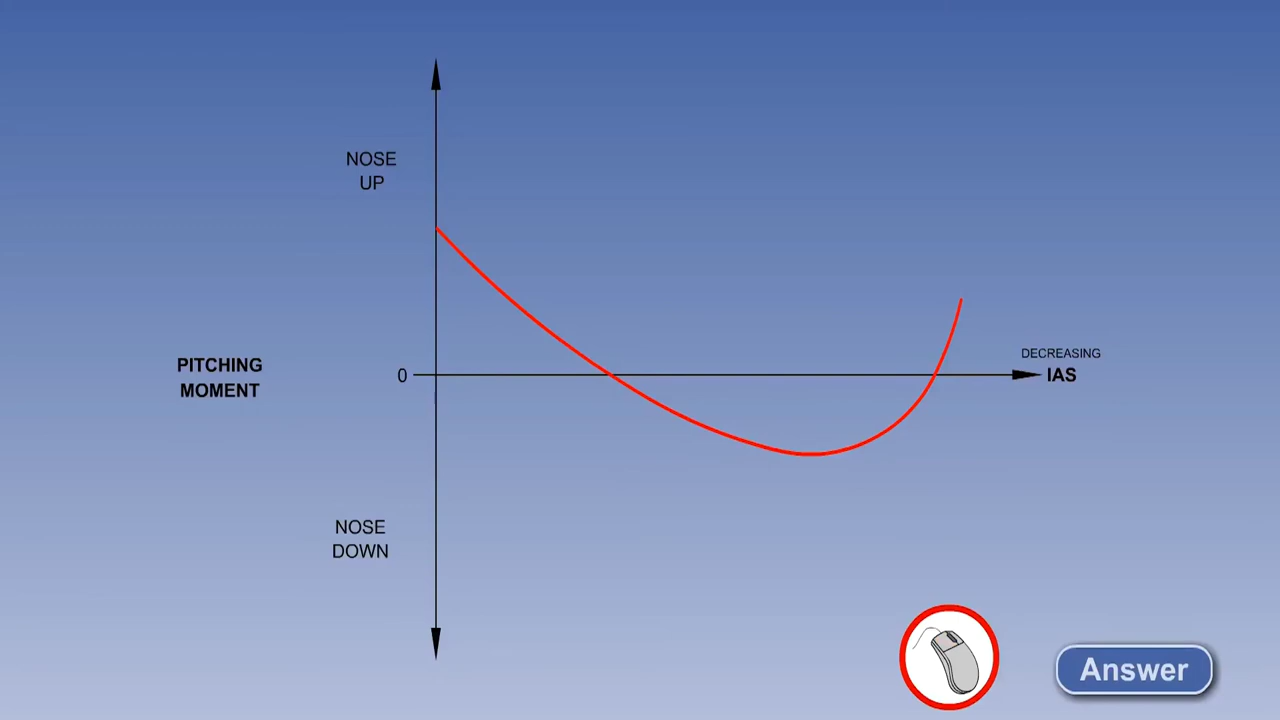 NOSE
UP
PITCHING
MOMENT
0
DECREASING
IAS
NOSE
DOWN
Answer